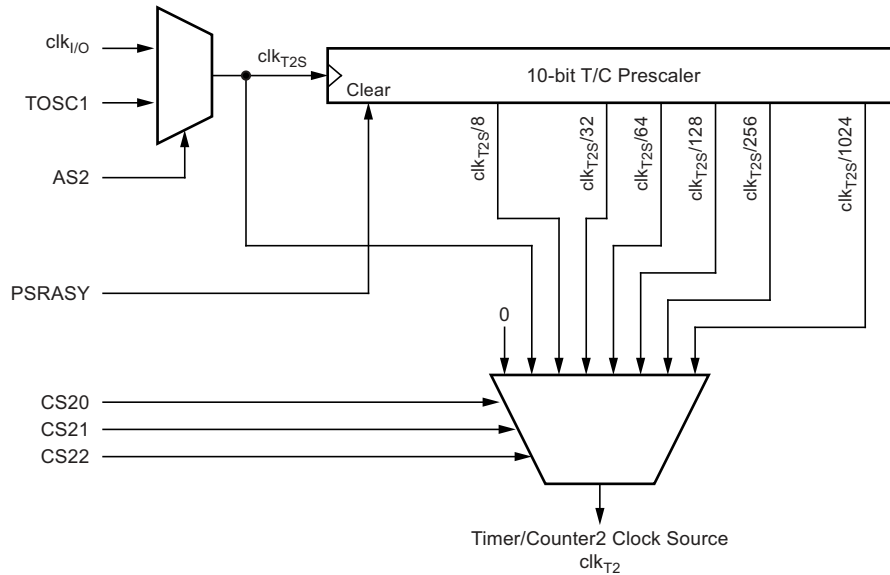 clkI/O
clkT2S
10-bit T/C Prescaler
Clear
TOSC1
AS2
clkT2S/8
clkT2S/32
clkT2S/64
clkT2S/128
clkT2S/256
clkT2S/1024
PSRASY
0
CS20
CS21
CS22
Timer/Counter2 Clock Source
clkT2